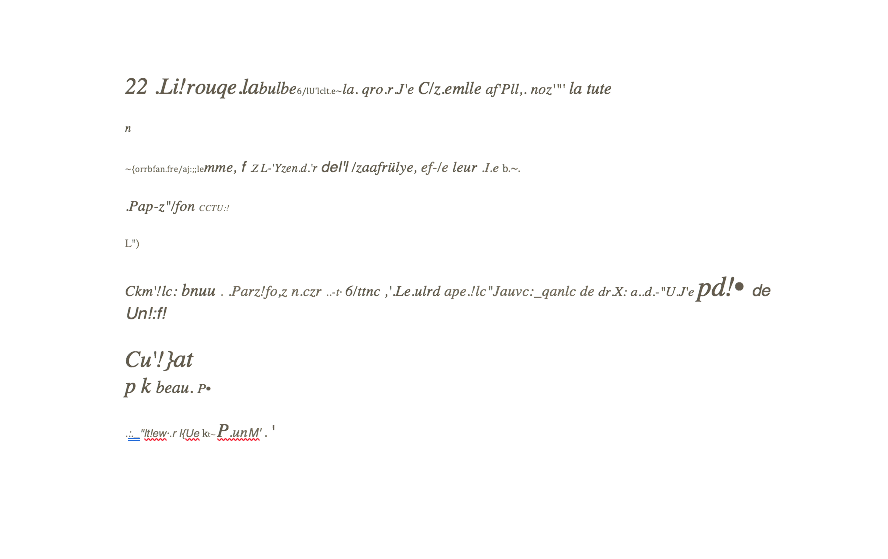 22 .Li!rouqe.labulbe6/lU'lclt.e~la. qro.r.J'e C/z.emlle af'Pll,. noz'"' la tute
n
~{orrbfan.fre/aj:;;lemme, f Z L-'Yzen.d.'r del'l /zaafrülye, ef-/e leur .I.e b.~.
.Pap-z"/fon CCTU:!
L")
Ckm'!lc: bnuu . .Parz!fo,z n.czr ..-t· 6/ttnc ,'.Le.ulrd ape.!lc"Jauvc:_qanlc de dr.X: a..d.-"U.J'e pd!• de
Un!:f!
Cu'!}at
p k beau. P•
.:._ "lt!ew·.r l{Ue kt~P.unM' . '